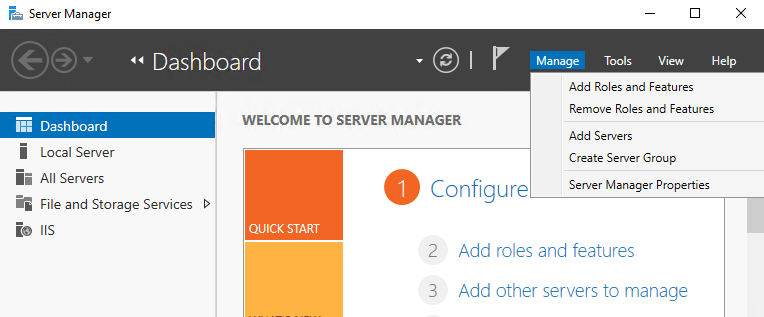 Server Manager
Dashboard
Manage Tools View Help
Add Roles and Features
Remove Roles and Features
Add Servers
Create Server Group
Server Manager Properties
Dashboard
Local Server
All Servers
File and Storage Services
IIS
WELCOME TO SERVER MANAGER
QUICK START
1 Configure
2 Add roles and features
3 Add other servers to manage